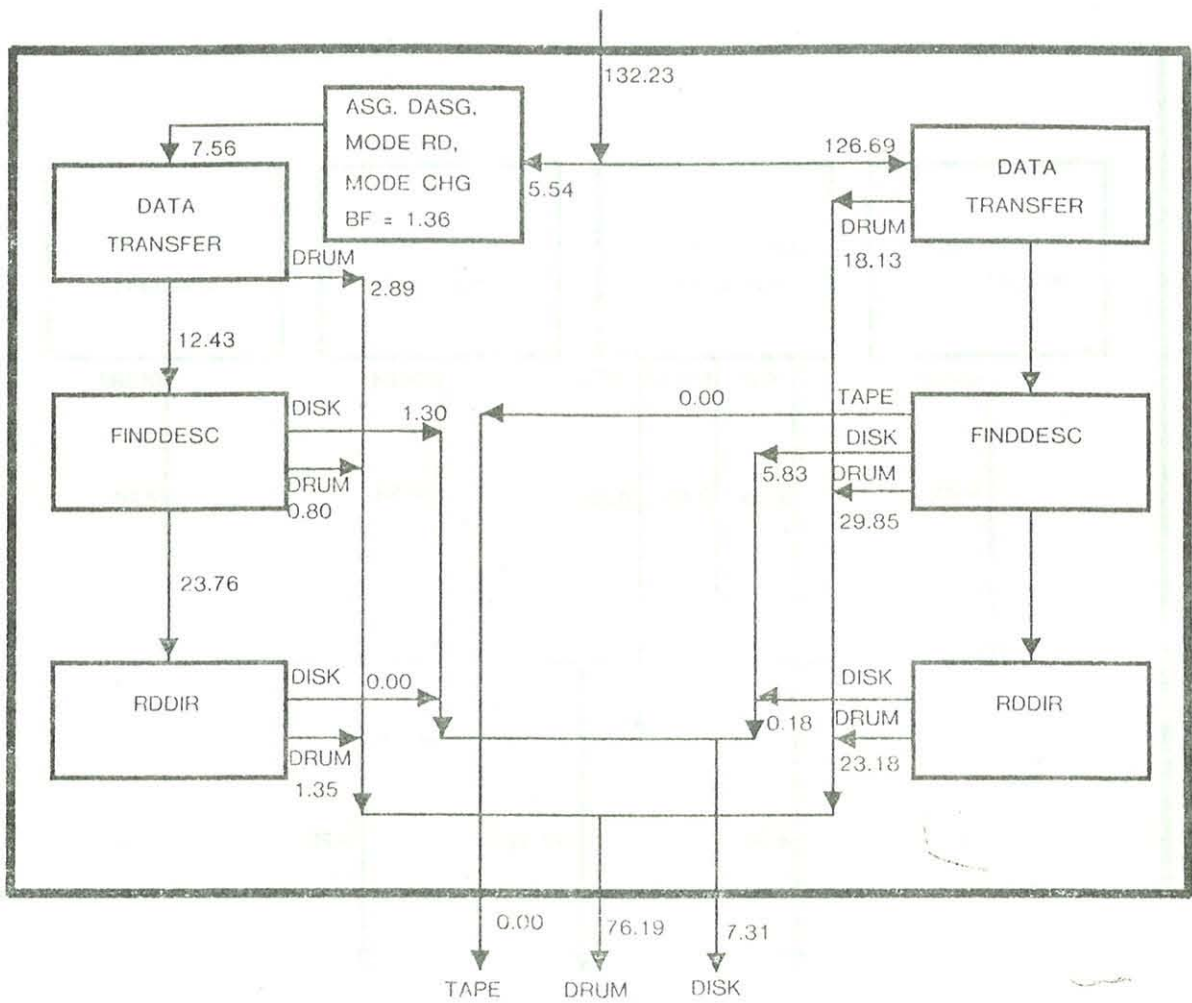 132.23
ASG, DASG,
MODE RD,
MODE CHG
BF = 1.36
7.56
5.54
126.69
DATA
TRANSFER
DATA
TRANSFER
DRUM
2.89
DRUM
18.13
12.43
FINDDESC
DISK
1.30
DRUM
0.80
0.00
TAPE
DISK
5.83
DRUM
29.85
FINDDESC
23.76
RDDIR
DISK
0.00
DRUM
1.35
DISK
0.18
DRUM
23.18
RDDIR
0.00
76.19
7.31
TAPE
DRUM
DISK